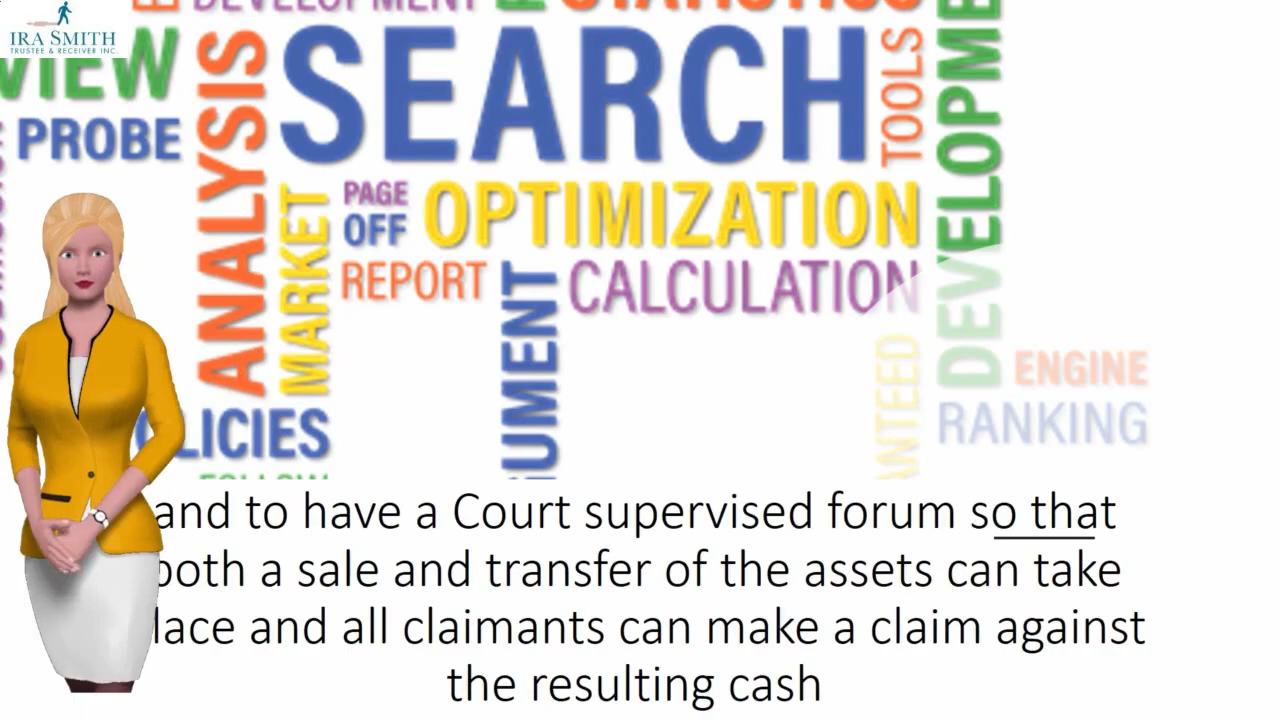 IRA SMITH
TRUSTEE & RECEIVER INC.
DEVELOPMENT
STATISTICS
VIEW
PROBE
ANALYSIS
SEARCH
TOOLS
PAGE
OFF
OPTIMIZATION
MARKET
REPORT
CALCULATION
ENGINE
RANKING
and to have a Court supervised forum so that
both a sale and transfer of the assets can take
lace and all claimants can make a claim against
the resulting cash